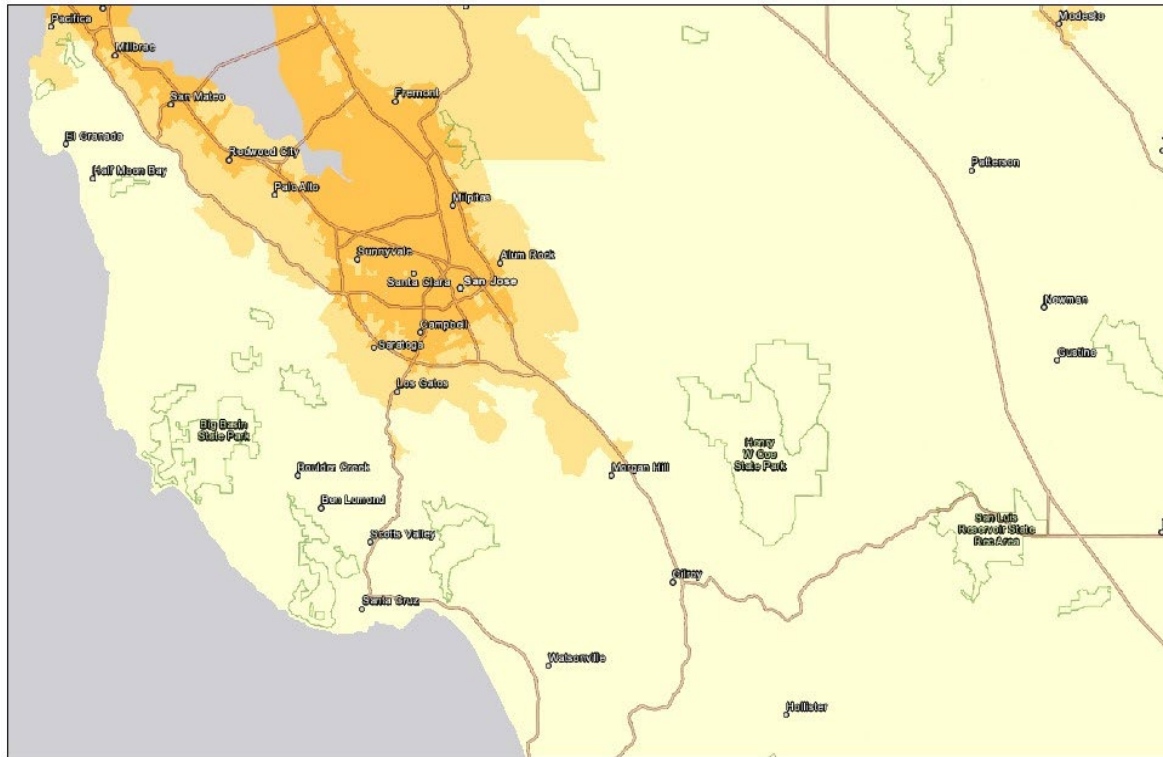 Pacifica
Modesto
Millbrae
San Mateo
Fremont
El Granada
Redwood City
Half Moon Bay
Patterson
Palo Alto
Milpitas
Sunnyvale
Alum Rock
Santa Clara
San Jose
Newman
Campbell
Saratoga
Gustine
Los Gatos
Big Basin
State Park
Henry
W Coe
State Park
Boulder Creek
Morgan Hill
Ben Lomond
San Luis
Reservoir State
Rec Area
Scotts Valley
Gilroy
Santa Cruz
Watsonville
Hollister